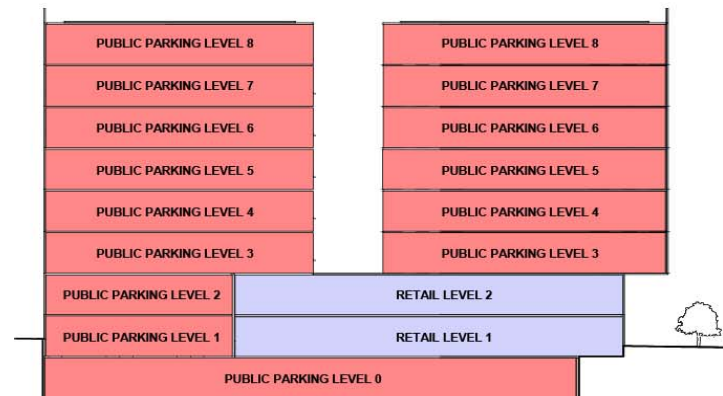 PUBLIC PARKING LEVEL 8
PUBLIC PARKING LEVEL 8
PUBLIC PARKING LEVEL 7
PUBLIC PARKING LEVEL 7
PUBLIC PARKING LEVEL 6
PUBLIC PARKING LEVEL 6
PUBLIC PARKING LEVEL 5
PUBLIC PARKING LEVEL 5
PUBLIC PARKING LEVEL 4
PUBLIC PARKING LEVEL 4
PUBLIC PARKING LEVEL 3
PUBLIC PARKING LEVEL 3
PUBLIC PARKING LEVEL 2
RETAIL LEVEL 2
PUBLIC PARKING LEVEL 1
RETAIL LEVEL 1
PUBLIC PARKING LEVEL 0